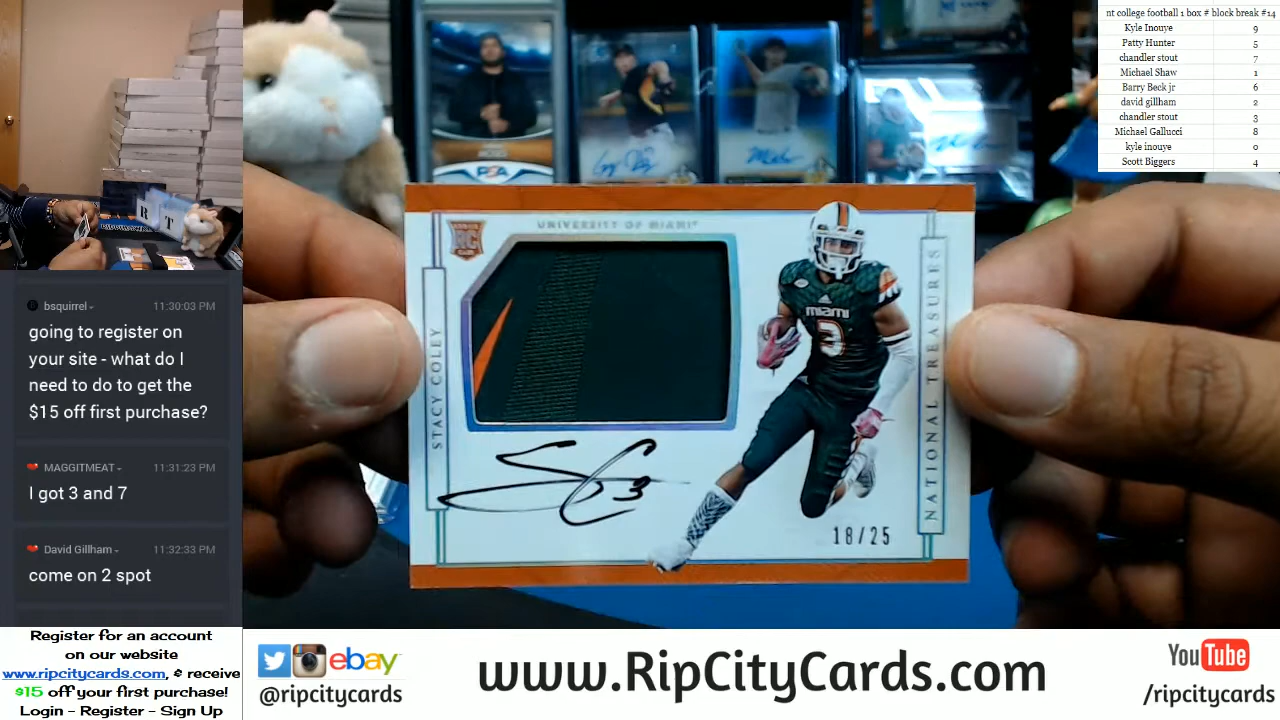 nt college football 1 box # block break #14
Kyle Inouye 9
Patty Hunter 5
chandler stout 7
Michael Shaw 1
Barry Beck jr 6
david gillham 2
chandler stout 3
Michael Gallucci 8
kyle inouye 0
Scott Biggers 4
PSA
R T
RC
UNIVERSITY OF MIAMI
STACY COLEY
NATIONAL TREASURES
miami
3
SC 3
18/25
bsquirrel 11:30:03 PM
going to register on
your site - what do I
need to do to get the
$15 off first purchase?
MAGGITMEAT 11:31:23 PM
I got 3 and 7
David Gillham 11:32:33 PM
come on 2 spot
Register for an account
on our website
www.ripcitycards.com, & receive
$15 off your first purchase!
Login - Register - Sign Up
ebay
@ripcitycards
www.RipCityCards.com
YouTube
/ripcitycards